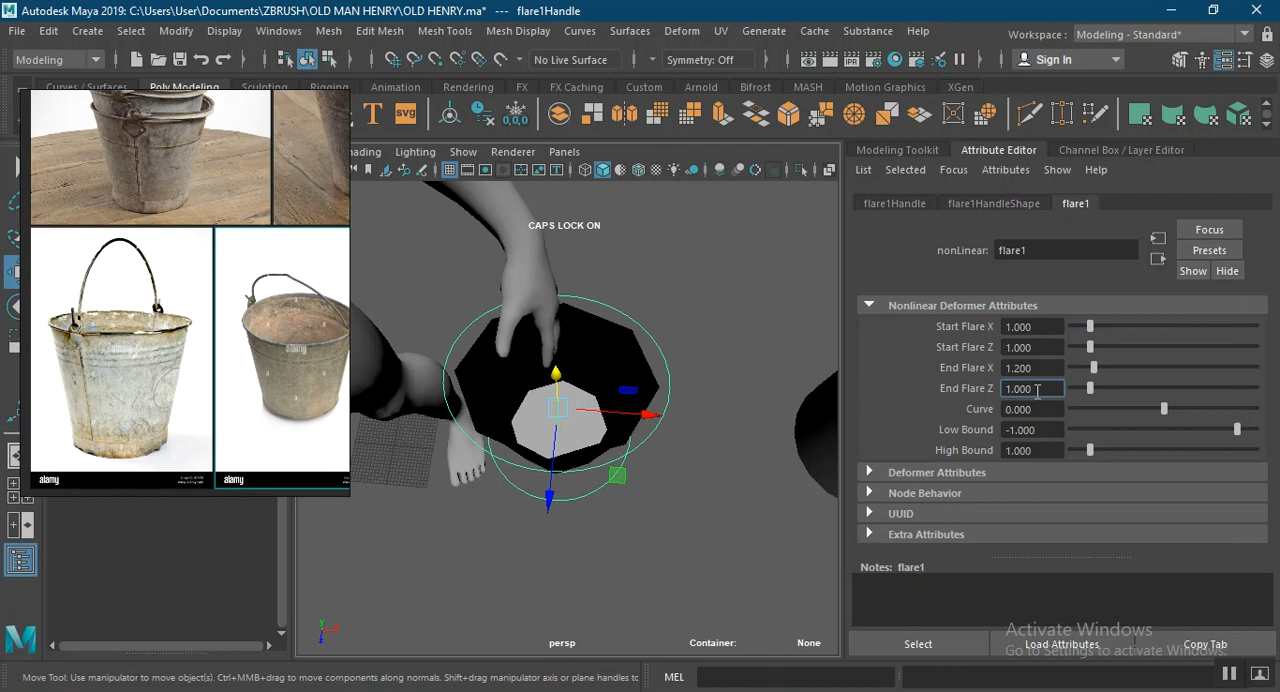 Autodesk Maya 2019: C:\Users\User\Documents\ZBRUSH\OLD MAN HENRY\OLD HENRY.ma* --- flare1Handle
File Edit Create Select Modify Display Windows Mesh Edit Mesh Mesh Tools Mesh Display Curves Surfaces Deform UV Generate Cache Substance Help
Workspace : Modeling - Standard*
Modeling No Live Surface Symmetry: Off Sign In
Curves / Surfaces Poly Modeling Sculpting Rigging Animation Rendering FX FX Caching Custom Arnold Bifrost MASH Motion Graphics XGen
T SVG 0,0,0
Lighting Show Renderer Panels
Modeling Toolkit Attribute Editor Channel Box / Layer Editor
List Selected Focus Attributes Show Help
CAPS LOCK ON
flare1Handle flare1HandleShape flare1
Focus
nonLinear: flare1 Presets
Show Hide
Nonlinear Deformer Attributes
Start Flare X 1.000
Start Flare Z 1.000
End Flare X 1.200
End Flare Z 1.000
Curve 0.000
Low Bound -1.000
High Bound 1.000
Deformer Attributes
Node Behavior
UUID
Extra Attributes
Notes: flare1
alamy alamy
alamy alamy
persp Container: None
Select Load Attributes Copy Tab
Activate Windows
Go to Settings to activate Windows.
Move Tool: Use manipulator to move object(s). Ctrl+MMB+drag to move components along normals. Shift+drag manipulator axis or plane handles to
MEL